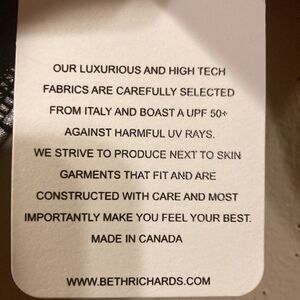 OUR LUXURIOUS AND HIGH TECH
FABRICS ARE CAREFULLY SELECTED
FROM ITALY AND BOAST A UPF 50+
AGAINST HARMFUL UV RAYS.
WE STRIVE TO PRODUCE NEXT TO SKIN
GARMENTS THAT FIT AND ARE
CONSTRUCTED WITH CARE AND MOST
IMPORTANTLY MAKE YOU FEEL YOUR BEST.
MADE IN CANADA
WWW.BETHRICHARDS.COM